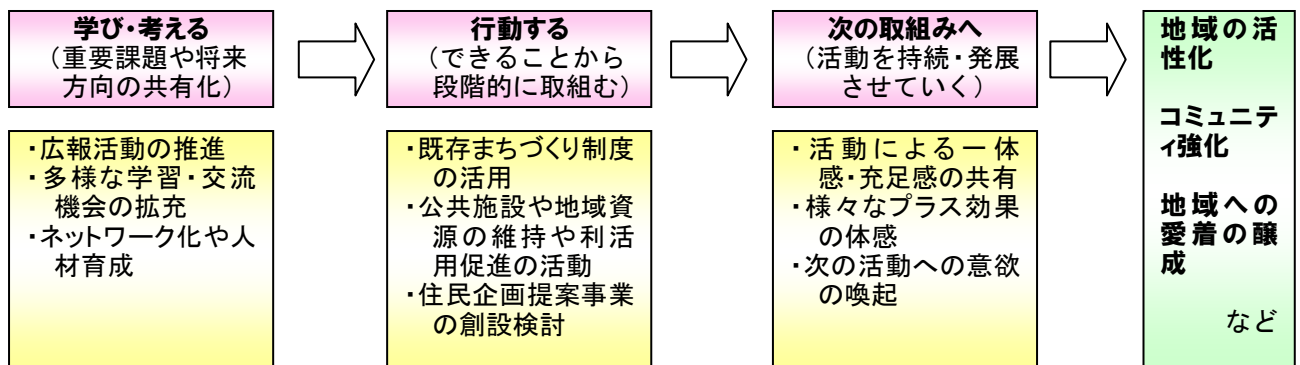 学び・考える
（重要課題や将来
方向の共有化）
・広報活動の推進
・多様な学習・交流
機会の拡充
・ネットワーク化や人
材育成
行動する
（できることから
段階的に取組む）
・既存まちづくり制度
の活用
・公共施設や地域資
源の維持や利活
用促進の活動
・住民企画提案事業
の創設検討
次の取組みへ
（活動を持続・発展
させていく）
・活動による一体
感・充足感の共有
・様々なプラス効果
の体感
・次の活動への意欲
の喚起
地域の活
性化
コミュニテ
ィ強化
地域への
愛着の醸
成
など